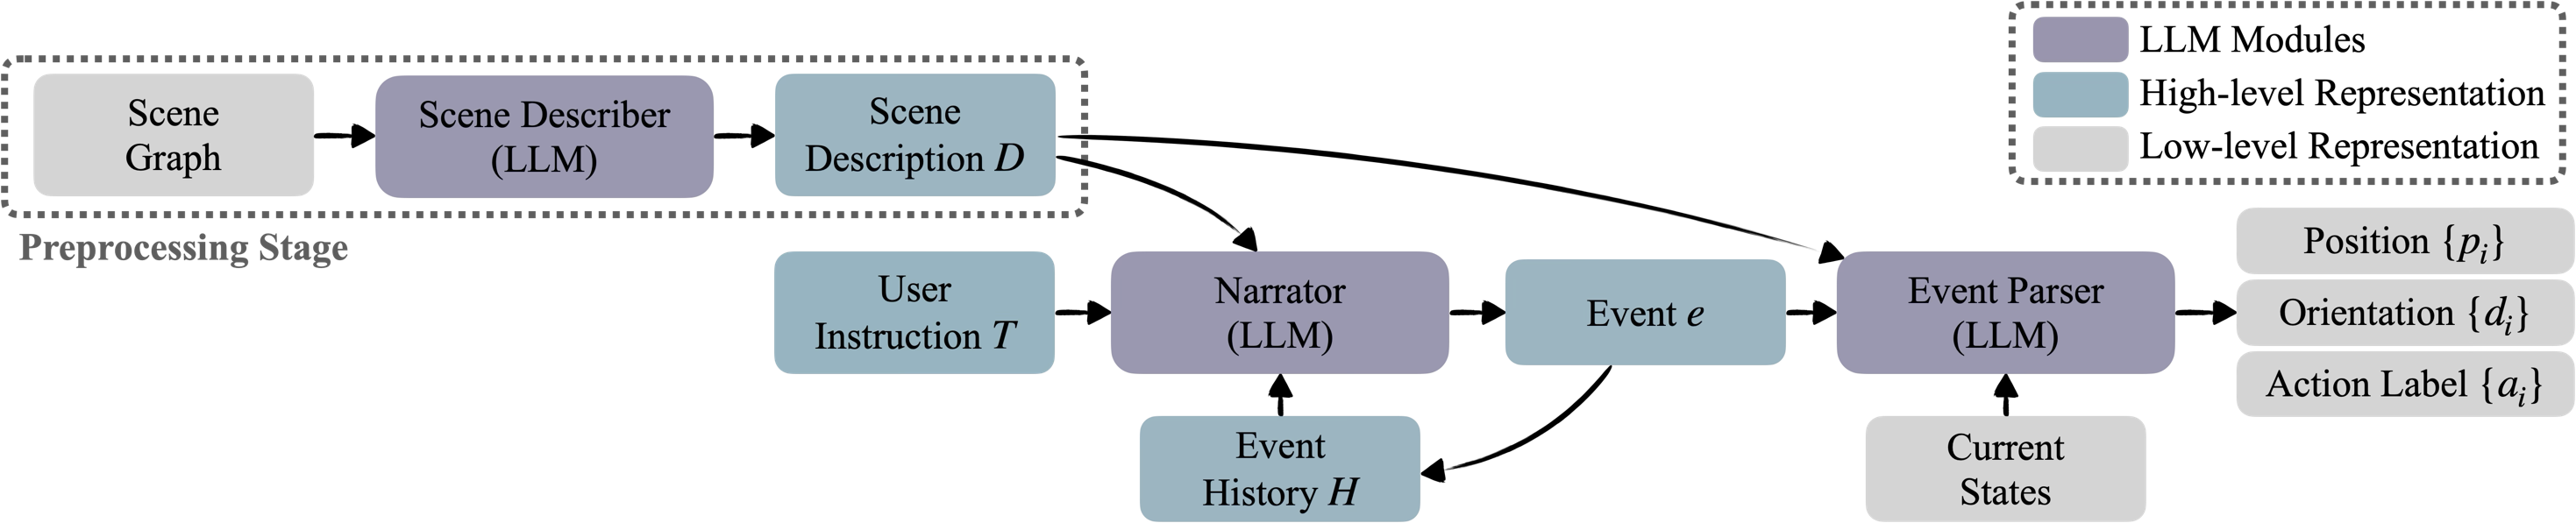 LLM Modules
High-level Representation
Low-level Representation
Scene
Graph
Scene Describer
(LLM)
Scene
Description D
Preprocessing Stage
User
Instruction T
Narrator
(LLM)
Event e
Event Parser
(LLM)
Position {p_i}
Orientation {d_i}
Action Label {a_i}
Event
History H
Current
States